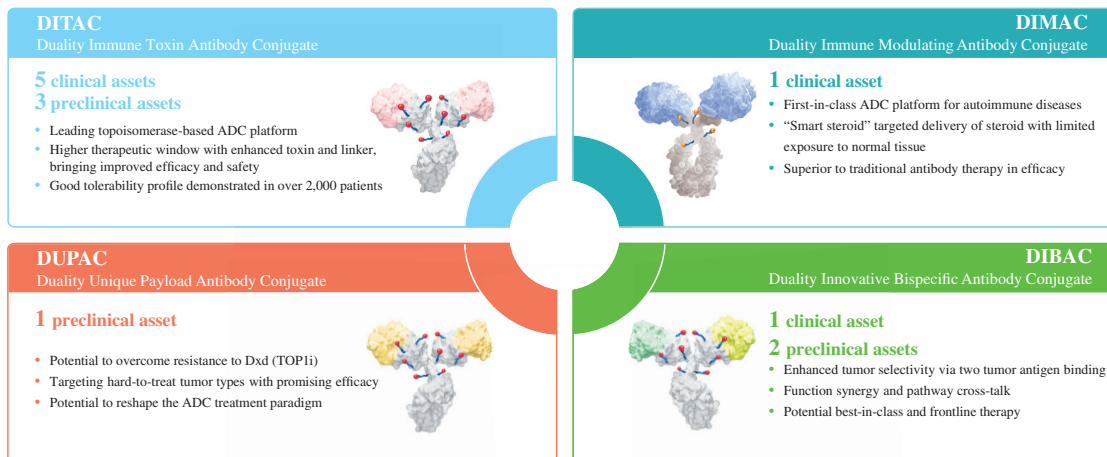 DITAC
Duality Immune Toxin Antibody Conjugate
5 clinical assets
3 preclinical assets
• Leading topoisomerase-based ADC platform
• Higher therapeutic window with enhanced toxin and linker,
bringing improved efficacy and safety
• Good tolerability profile demonstrated in over 2,000 patients
DIMAC
Duality Immune Modulating Antibody Conjugate
1 clinical asset
• First-in-class ADC platform for autoimmune diseases
• “Smart steroid” targeted delivery of steroid with limited
exposure to normal tissue
• Superior to traditional antibody therapy in efficacy
DUPAC
Duality Unique Payload Antibody Conjugate
1 preclinical asset
• Potential to overcome resistance to Dxd (TOP1i)
• Targeting hard-to-treat tumor types with promising efficacy
• Potential to reshape the ADC treatment paradigm
DIBAC
Duality Innovative Bispecific Antibody Conjugate
1 clinical asset
2 preclinical assets
• Enhanced tumor selectivity via two tumor antigen binding
• Function synergy and pathway cross-talk
• Potential best-in-class and frontline therapy